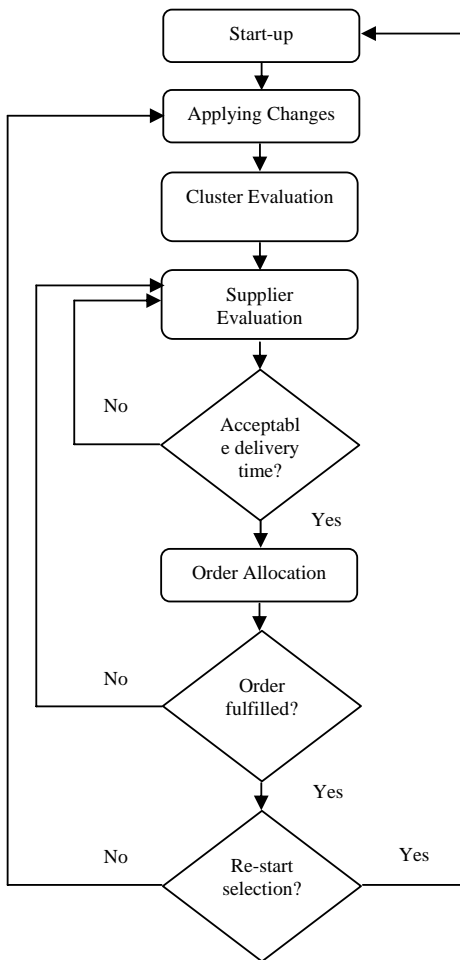 Start-up
Applying Changes
Cluster Evaluation
Supplier
Evaluation
No
Acceptabl
e delivery
time?
Yes
Order Allocation
No
Order
fulfilled?
Yes
No
Re-start
selection?
Yes